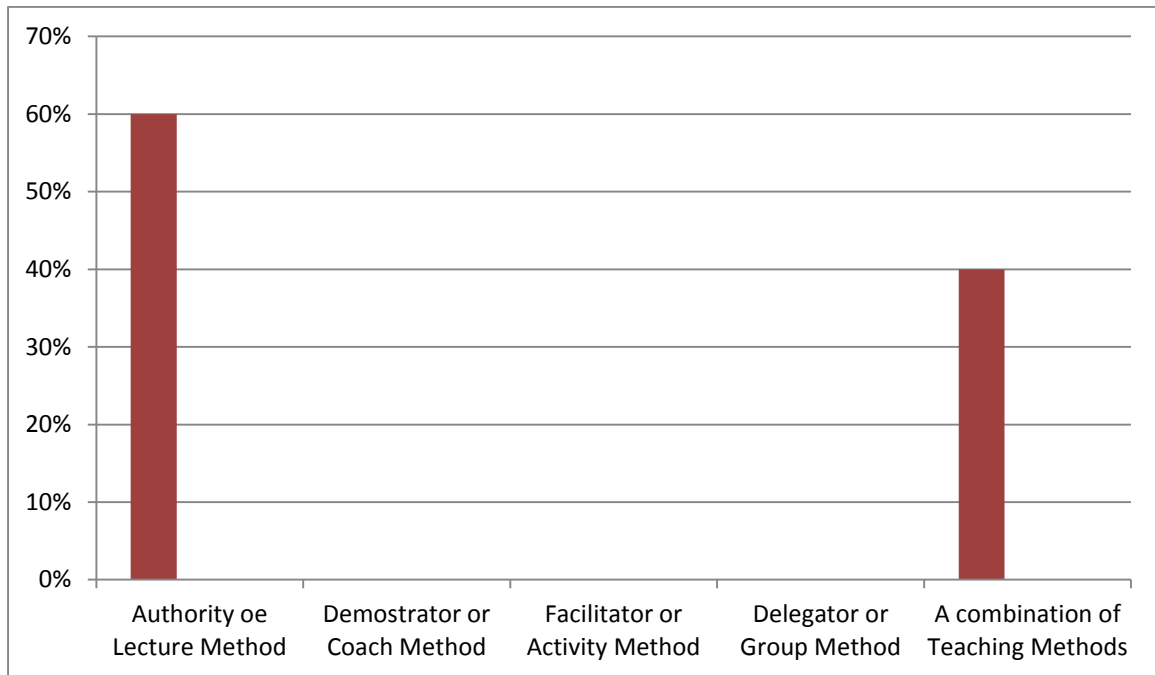 70%
60%
50%
40%
30%
20%
10%
0%
Authority oe
Lecture Method
Demostrator or
Coach Method
Facilitator or
Activity Method
Delegator or
Group Method
A combination of
Teaching Methods